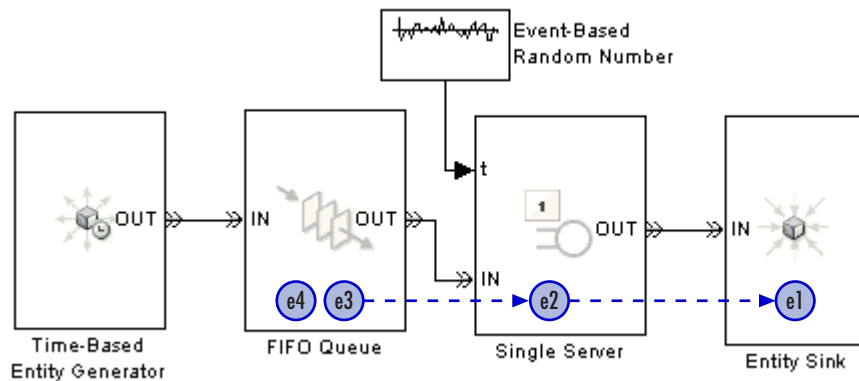 Event-Based
Random Number
OUT
IN
OUT
t
1
OUT
IN
IN
e4
e3
e2
e1
Time-Based
Entity Generator
FIFO Queue
Single Server
Entity Sink